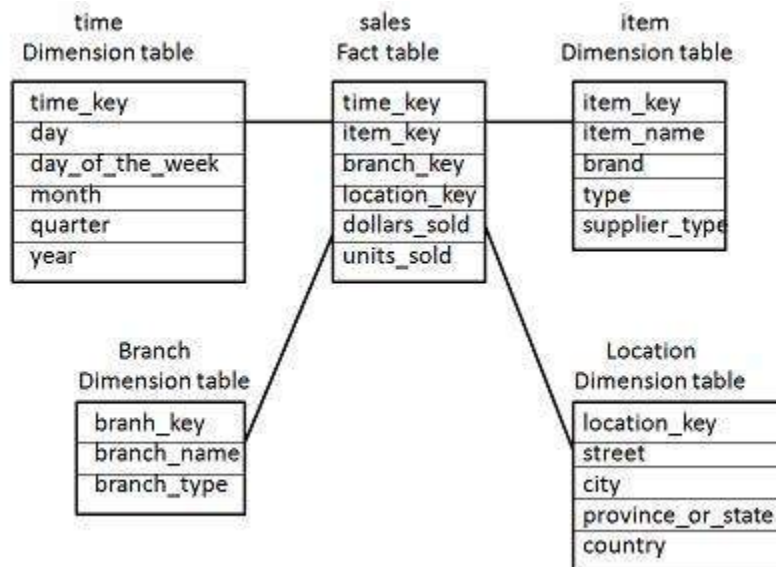 time
Dimension table
time_key
day
day_of_the_week
month
quarter
year
sales
Fact table
time_key
item_key
branch_key
location_key
dollars_sold
units_sold
item
Dimension table
item_key
item_name
brand
type
supplier_type
Branch
Dimension table
branh_key
branch_name
branch_type
Location
Dimension table
location_key
street
city
province_or_state
country